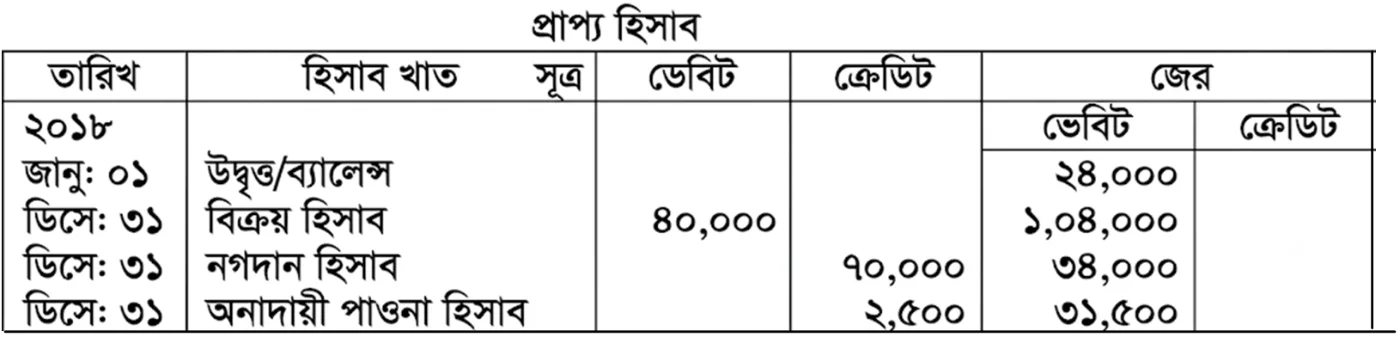 প্রাপ্য হিসাব
তারিখ হিসাব খাত সূত্র ডেবিট ক্রেডিট জের
২০১৮ ভেবিট ক্রেডিট
জানু: ০১ উদ্বৃত্ত/ব্যালেন্স ২৪,০০০
ডিসে: ৩১ বিক্রয় হিসাব ৪০,০০০ ১,০৪,০০০
ডিসে: ৩১ নগদান হিসাব ৭০,০০০ ৩৪,০০০
ডিসে: ৩১ অনাদায়ী পাওনা হিসাব ২,৫০০ ৩১,৫০০